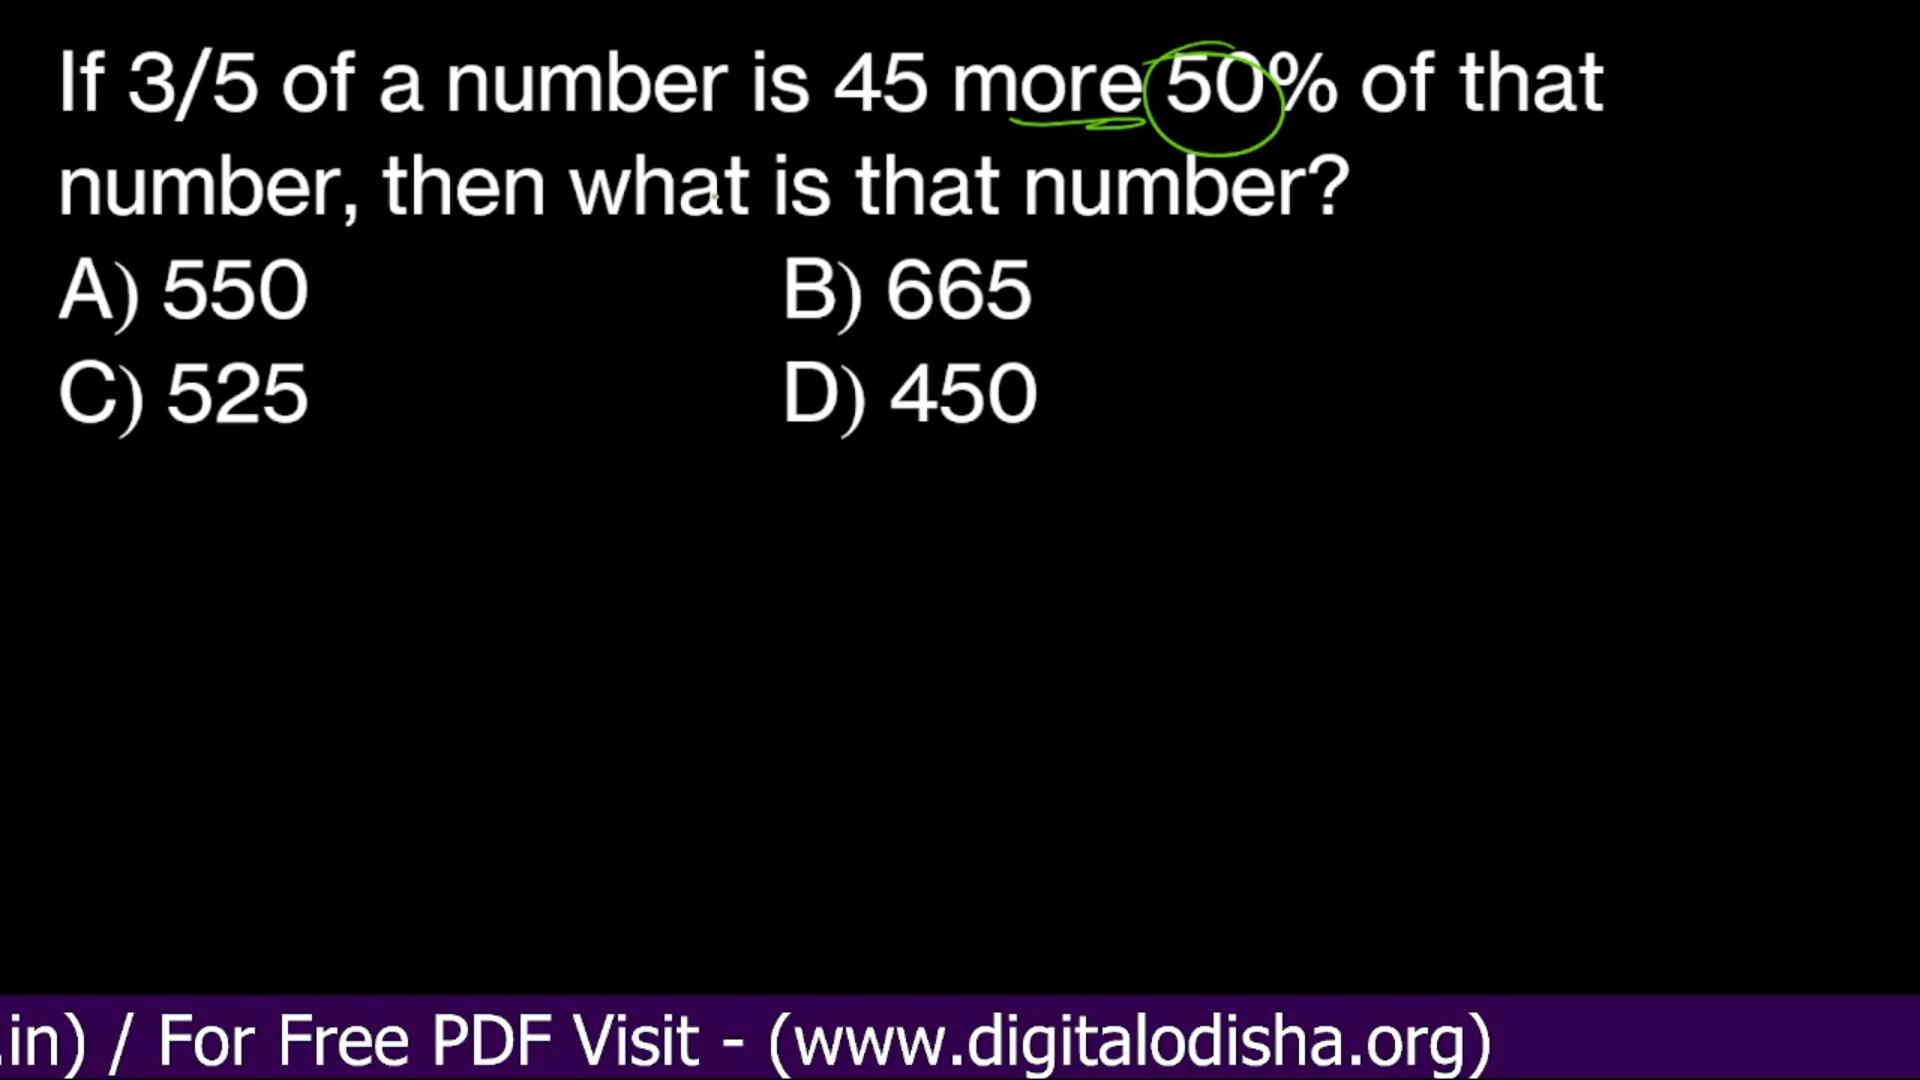 If 3/5 of a number is 45 more 50% of that
number, then what is that number?
A) 550 B) 665
C) 525 D) 450
.in) / For Free PDF Visit - (www.digitalodisha.org)